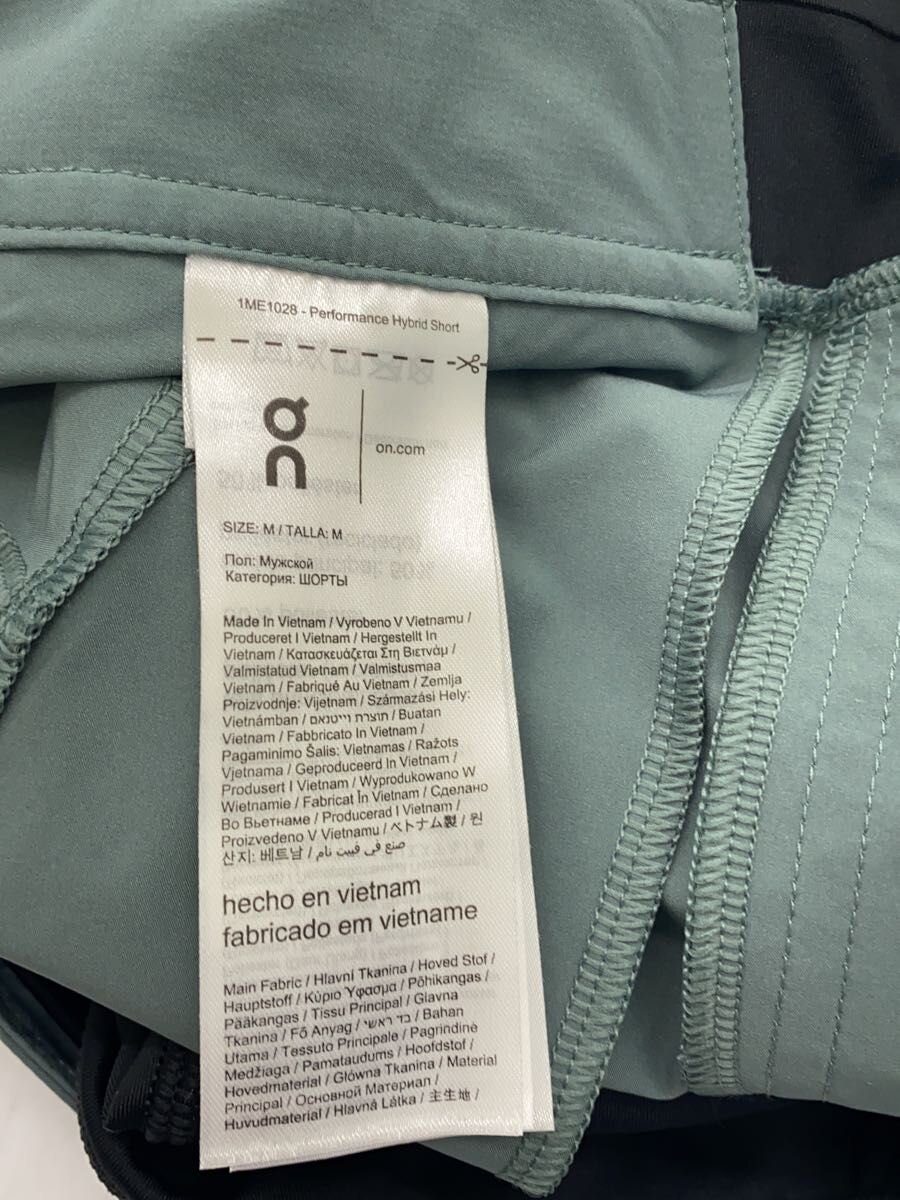 1ME1028 - Performance Hybrid Short
on.com
SIZE: M / TALLA: M
Пол: Мужской
Категория: ШОРТЫ
Made In Vietnam / Vyrobeno V Vietnamu /
Produceret I Vietnam / Hergestellt In
Vietnam / Κατασκευάζεται Στη Βιετνάμ /
Valmistatud Vietnam / Valmistusmaa
Vietnam / Fabriqué Au Vietnam / Zemlja
Proizvodnje: Vijetnam / Származási Hely:
Vietnámban / תוצרת וייטנאם / Buatan
Vietnam / Fabbricato In Vietnam /
Pagaminimo Šalis: Vietnamas / Ražots
Vjetnama / Geproduceerd In Vietnam /
Produsert I Vietnam / Wyprodukowano W
Wietnamie / Fabricat În Vietnam / Сделано
Во Вьетнаме / Producerad I Vietnam /
Proizvedeno V Vietnamu / ベトナム製 / 원
산지: 베트남 / صنع في فييت نام
hecho en vietnam
fabricado em vietname
Main Fabric / Hlavní Tkanina / Hoved Stof /
Hauptstoff / Κύριο Ύφασμα / Põhikangas /
Pääkangas / Tissu Principal / Glavna
Tkanina / Fő Anyag / בד ראשי / Bahan
Utama / Tessuto Principale / Pagrindinė
Medžiaga / Pamataudums / Hoofdstof /
Hovedmaterial / Główna Tkanina / Material
Principal / Основной Материал /
Huvudmaterial / Hlavná Látka / 主生地 /